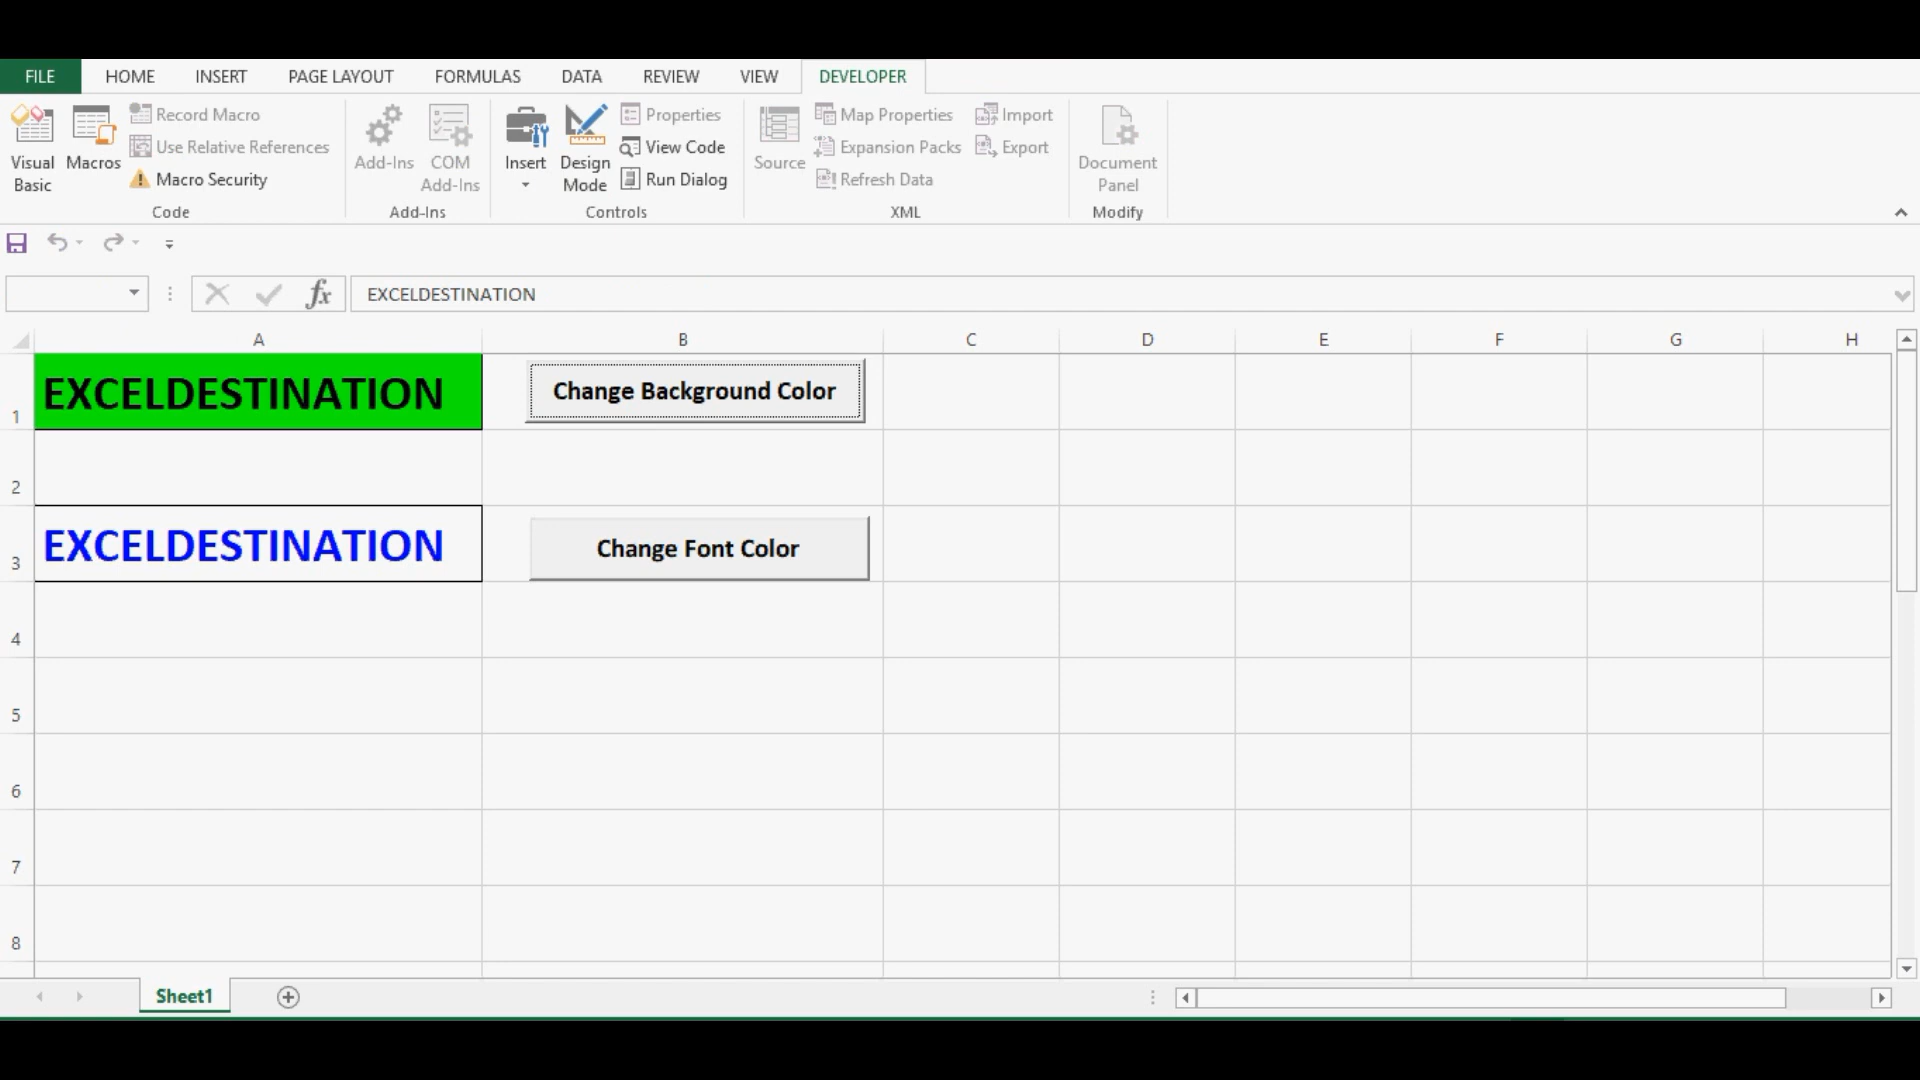 FILE HOME INSERT PAGE LAYOUT FORMULAS DATA REVIEW VIEW DEVELOPER
Visual Basic
Macros
Record Macro
Use Relative References
Macro Security
Code
Add-Ins
COM Add-Ins
Add-Ins
Insert
Design Mode
Properties
View Code
Run Dialog
Controls
Source
Map Properties
Expansion Packs
Refresh Data
Import
Export
XML
Document Panel
Modify
fx EXCELDESTINATION
A B C D E F G H
1 EXCELDESTINATION Change Background Color
2
3 EXCELDESTINATION Change Font Color
4
5
6
7
8
Sheet1